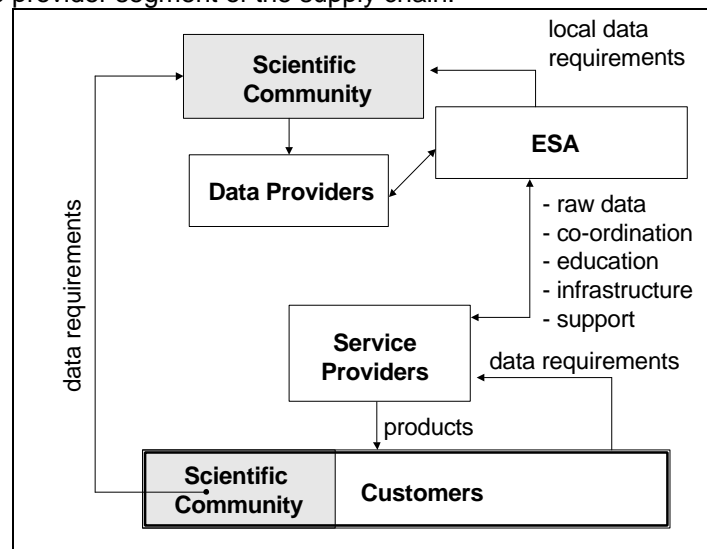 provider segment of the supply chain.
local data
requirements
Scientific
Community
ESA
Data Providers
- raw data
- co-ordination
- education
- infrastructure
- support
data requirements
Service
Providers
data requirements
products
Scientific
Community
Customers